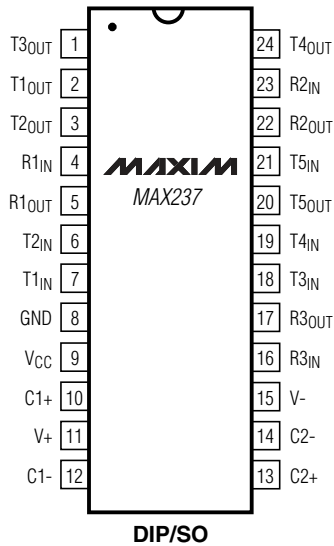 T3OUT 1 24 T4OUT
T1OUT 2 23 R2IN
T2OUT 3 22 R2OUT
R1IN 4 MAXIM 21 T5IN
R1OUT 5 MAX237 20 T5OUT
T2IN 6 19 T4IN
T1IN 7 18 T3IN
GND 8 17 R3OUT
VCC 9 16 R3IN
C1+ 10 15 V-
V+ 11 14 C2-
C1- 12 13 C2+
DIP/SO